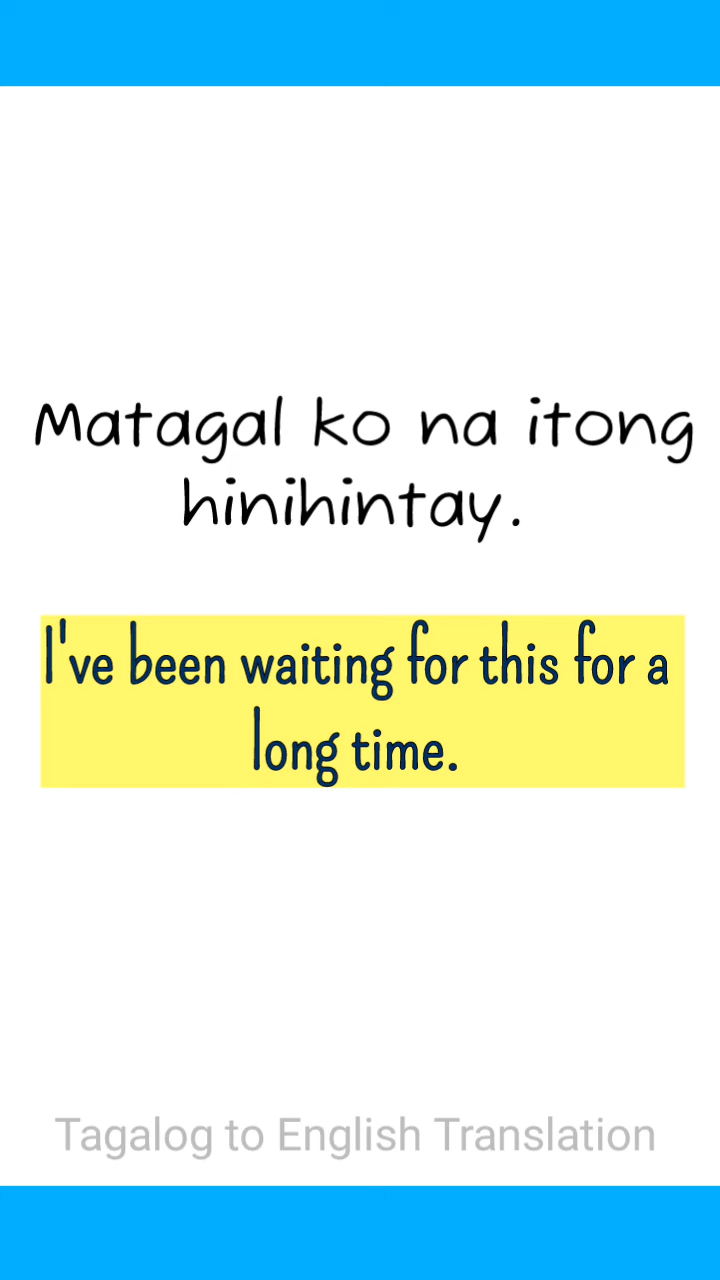 Matagal ko na itong
hinihintay.
I've been waiting for this for a
long time.
Tagalog to English Translation